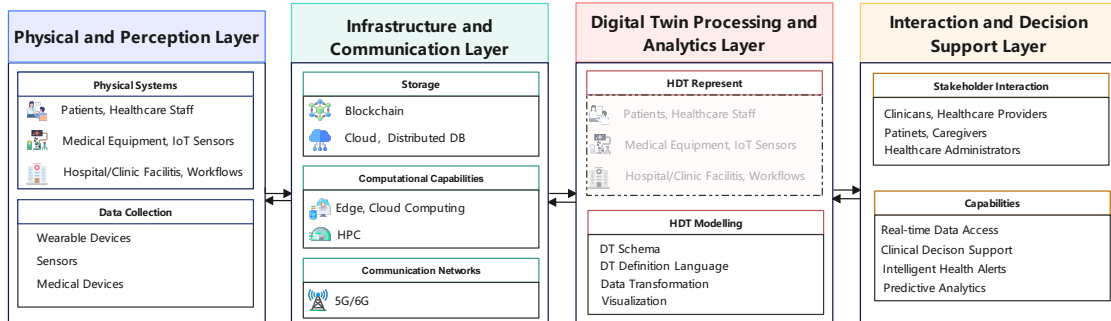 Physical and Perception Layer
Physical Systems
Patients, Healthcare Staff
Medical Equipment, IoT Sensors
Hospital/Clinic Facilitis, Workflows
Data Collection
Wearable Devices
Sensors
Medical Devices
Infrastructure and
Communication Layer
Storage
Blockchain
Cloud, Distributed DB
Computational Capabilities
Edge, Cloud Computing
HPC
Communication Networks
5G/6G
Digital Twin Processing and
Analytics Layer
HDT Represent
Patients, Healthcare Staff
Medical Equipment, IoT Sensors
Hospital/Clinic Facilitis, Workflows
HDT Modelling
DT Schema
DT Definition Language
Data Transformation
Visualization
Interaction and Decision
Support Layer
Stakeholder Interaction
Clinicians, Healthcare Providers
Patinets, Caregivers
Healthcare Administrators
Capabilities
Real-time Data Access
Clinical Decison Support
Intelligent Health Alerts
Predictive Analytics